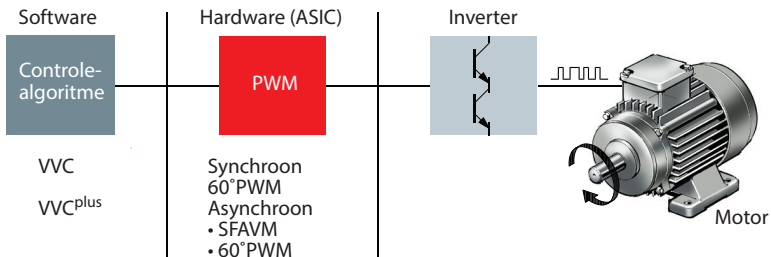 Software
Hardware (ASIC)
Inverter
Controle-
algoritme
PWM
VVC
VVCplus
Synchroon
60˚PWM
Asynchroon
• SFAVM
• 60˚PWM
Motor